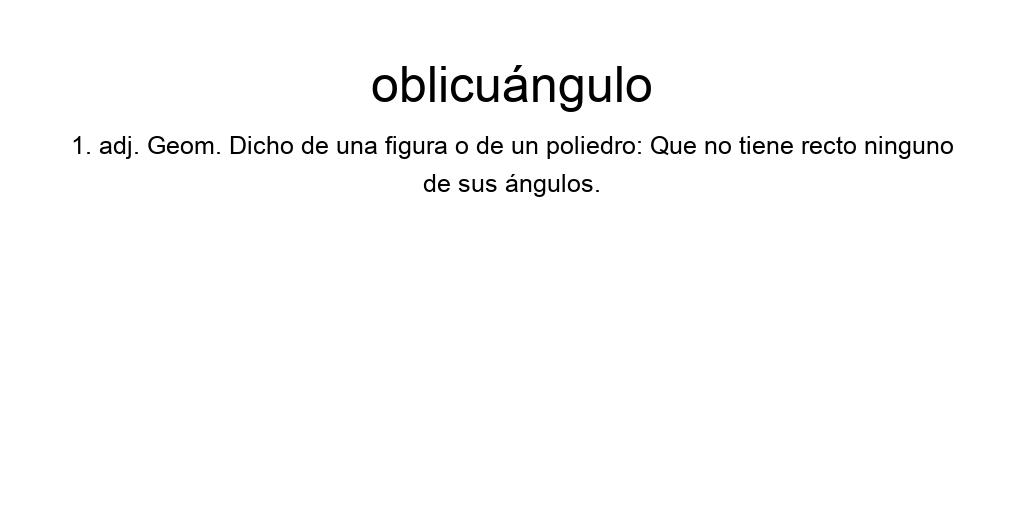 oblicuángulo
1. adj. Geom. Dicho de una figura o de un poliedro: Que no tiene recto ninguno
de sus ángulos.